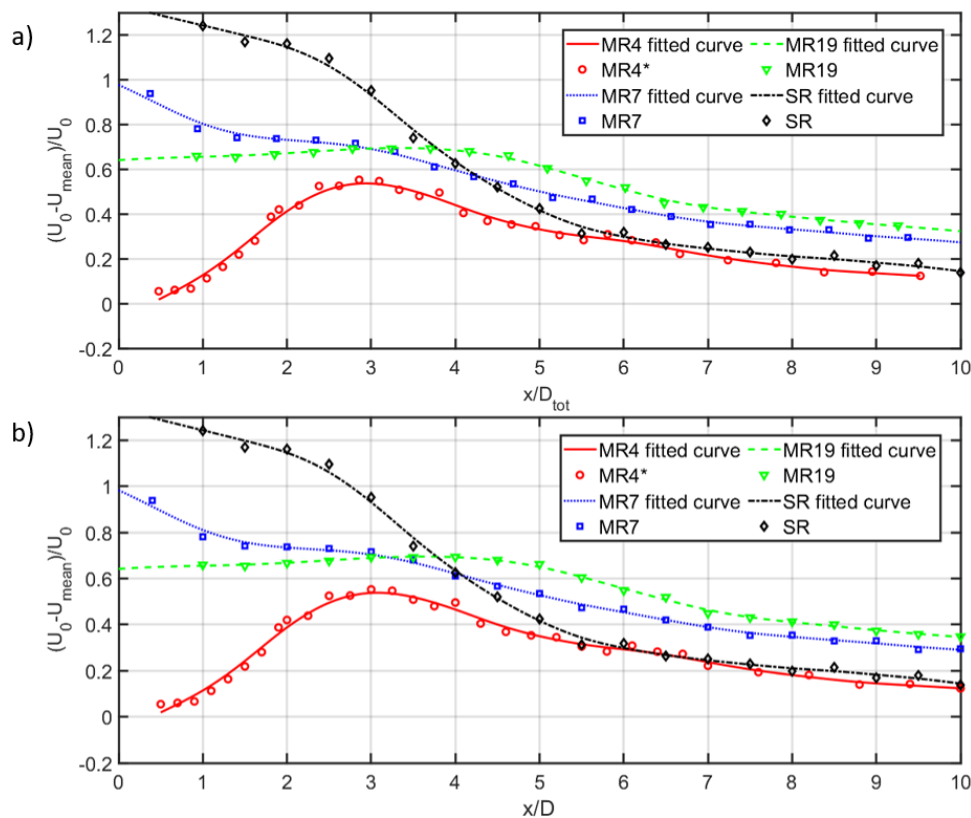 a)
1.2
1
0.8
0.6
0.4
0.2
0
-0.2
(U0-Umean)/U0
MR4 fitted curve
MR4*
MR7 fitted curve
MR7
MR19 fitted curve
MR19
SR fitted curve
SR
0 1 2 3 4 5 6 7 8 9 10
x/Dtot
b)
1.2
1
0.8
0.6
0.4
0.2
0
-0.2
(U0-Umean)/U0
MR4 fitted curve
MR4*
MR7 fitted curve
MR7
MR19 fitted curve
MR19
SR fitted curve
SR
0 1 2 3 4 5 6 7 8 9 10
x/D